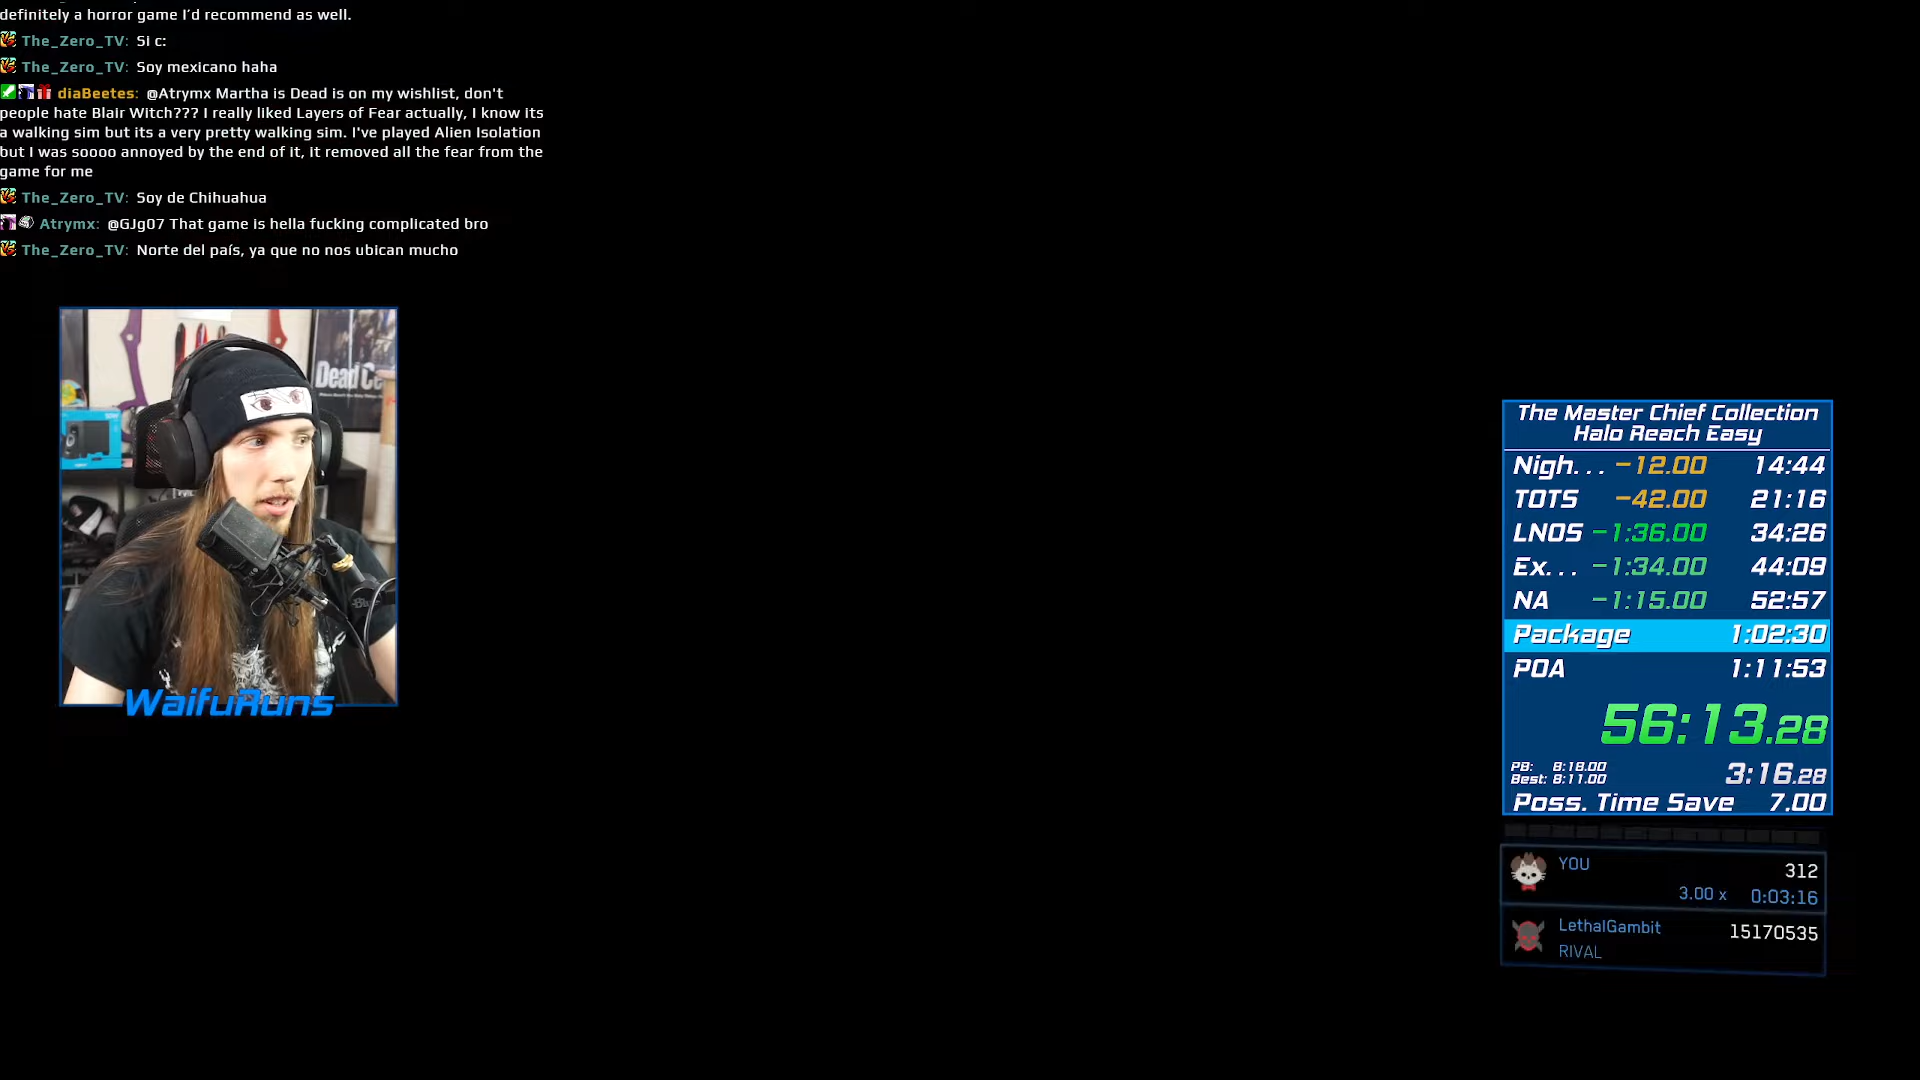 definitely a horror game I'd recommend as well.
The_Zero_TV: Si c:
The_Zero_TV: Soy mexicano haha
diaBeetes: @Atrymx Martha is Dead is on my wishlist, don't
people hate Blair Witch??? I really liked Layers of Fear actually, I know its
a walking sim but its a very pretty walking sim. I've played Alien Isolation
but I was soooo annoyed by the end of it, it removed all the fear from the
game for me
The_Zero_TV: Soy de Chihuahua
Atrymx: @GJg07 That game is hella fucking complicated bro
The_Zero_TV: Norte del país, ya que no nos ubican mucho
WaifuRuns
The Master Chief Collection
Halo Reach Easy
Nigh... -12.00 14:44
TOTS -42.00 21:16
LNOS -1:36.00 34:26
Ex... -1:34.00 44:09
NA -1:15.00 52:57
Package 1:02:30
POA 1:11:53
56:13.28
PB: 8:18.00
Best: 8:11.00
3:16.28
Poss. Time Save 7.00
YOU 312
3.00 x 0:03:16
LethalGambit 15170535
RIVAL